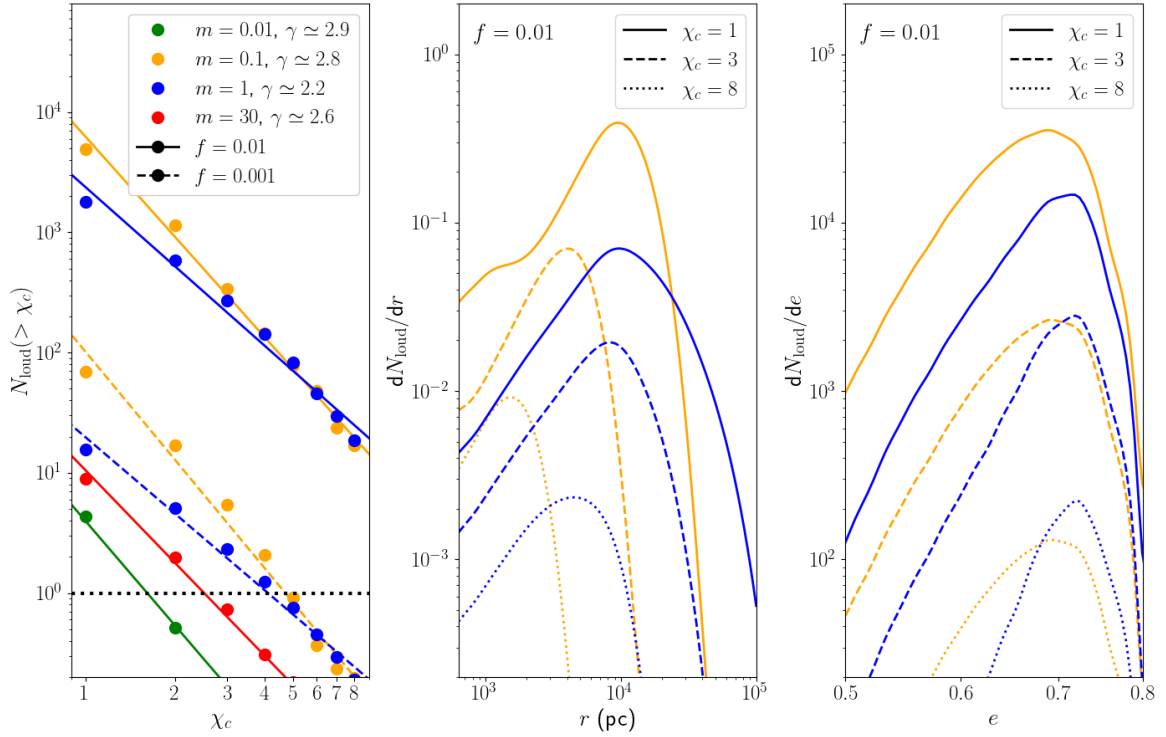 N_loud(> χ_c)
10^4
10^3
10^2
10^1
10^0
m = 0.01, γ ≃ 2.9
m = 0.1, γ ≃ 2.8
m = 1, γ ≃ 2.2
m = 30, γ ≃ 2.6
f = 0.01
f = 0.001
1 2 3 4 5 6 7 8
χ_c
dN_loud/dr
10^0
10^-1
10^-2
10^-3
f = 0.01
χ_c = 1
χ_c = 3
χ_c = 8
10^3 10^4 10^5
r (pc)
dN_loud/de
10^5
10^4
10^3
10^2
f = 0.01
χ_c = 1
χ_c = 3
χ_c = 8
0.5 0.6 0.7 0.8
e